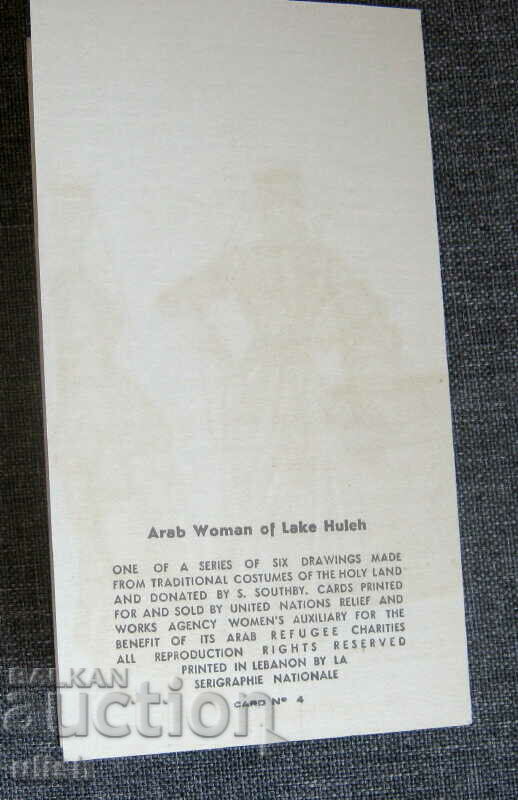 Arab Woman of Lake Huleh
ONE OF A SERIES OF SIX DRAWINGS MADE
FROM TRADITIONAL COSTUMES OF THE HOLY LAND
AND DONATED BY S. SOUTHBY. CARDS PRINTED
FOR AND SOLD BY UNITED NATIONS RELIEF AND
WORKS AGENCY WOMEN'S AUXILIARY FOR THE
BENEFIT OF ITS ARAB REFUGEE CHARITIES
ALL REPRODUCTION RIGHTS RESERVED
PRINTED IN LEBANON BY LA
SERIGRAPHIE NATIONALE
CARD Nº 4
BALKAN
auction